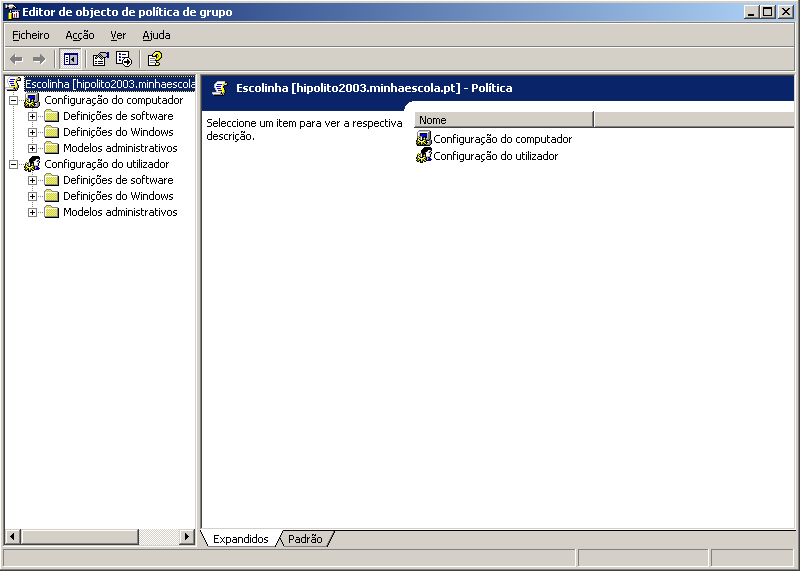 Editor de objecto de política de grupo
Ficheiro Acção Ver Ajuda
Escolinha [hipolito2003.minhaescola
Configuração do computador
Definições de software
Definições do Windows
Modelos administrativos
Configuração do utilizador
Definições de software
Definições do Windows
Modelos administrativos
Escolinha [hipolito2003.minhaescola.pt] - Política
Seleccione um item para ver a respectiva
descrição.
Nome
Configuração do computador
Configuração do utilizador
Expandidos Padrão